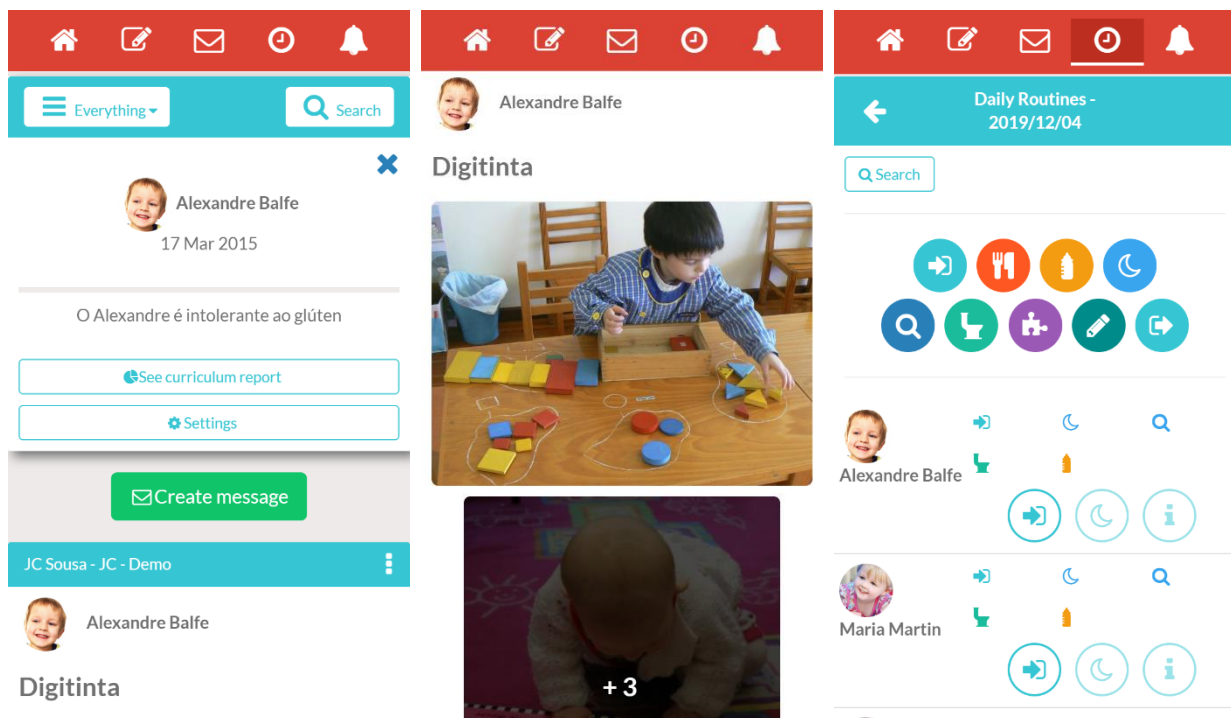 Everything
Search
Alexandre Balfe
17 Mar 2015
O Alexandre é intolerante ao glúten
See curriculum report
Settings
Create message
JC Sousa - JC - Demo
Alexandre Balfe
Digitinta
Alexandre Balfe
Digitinta
+ 3
Daily Routines -
2019/12/04
Search
Alexandre Balfe
Maria Martin